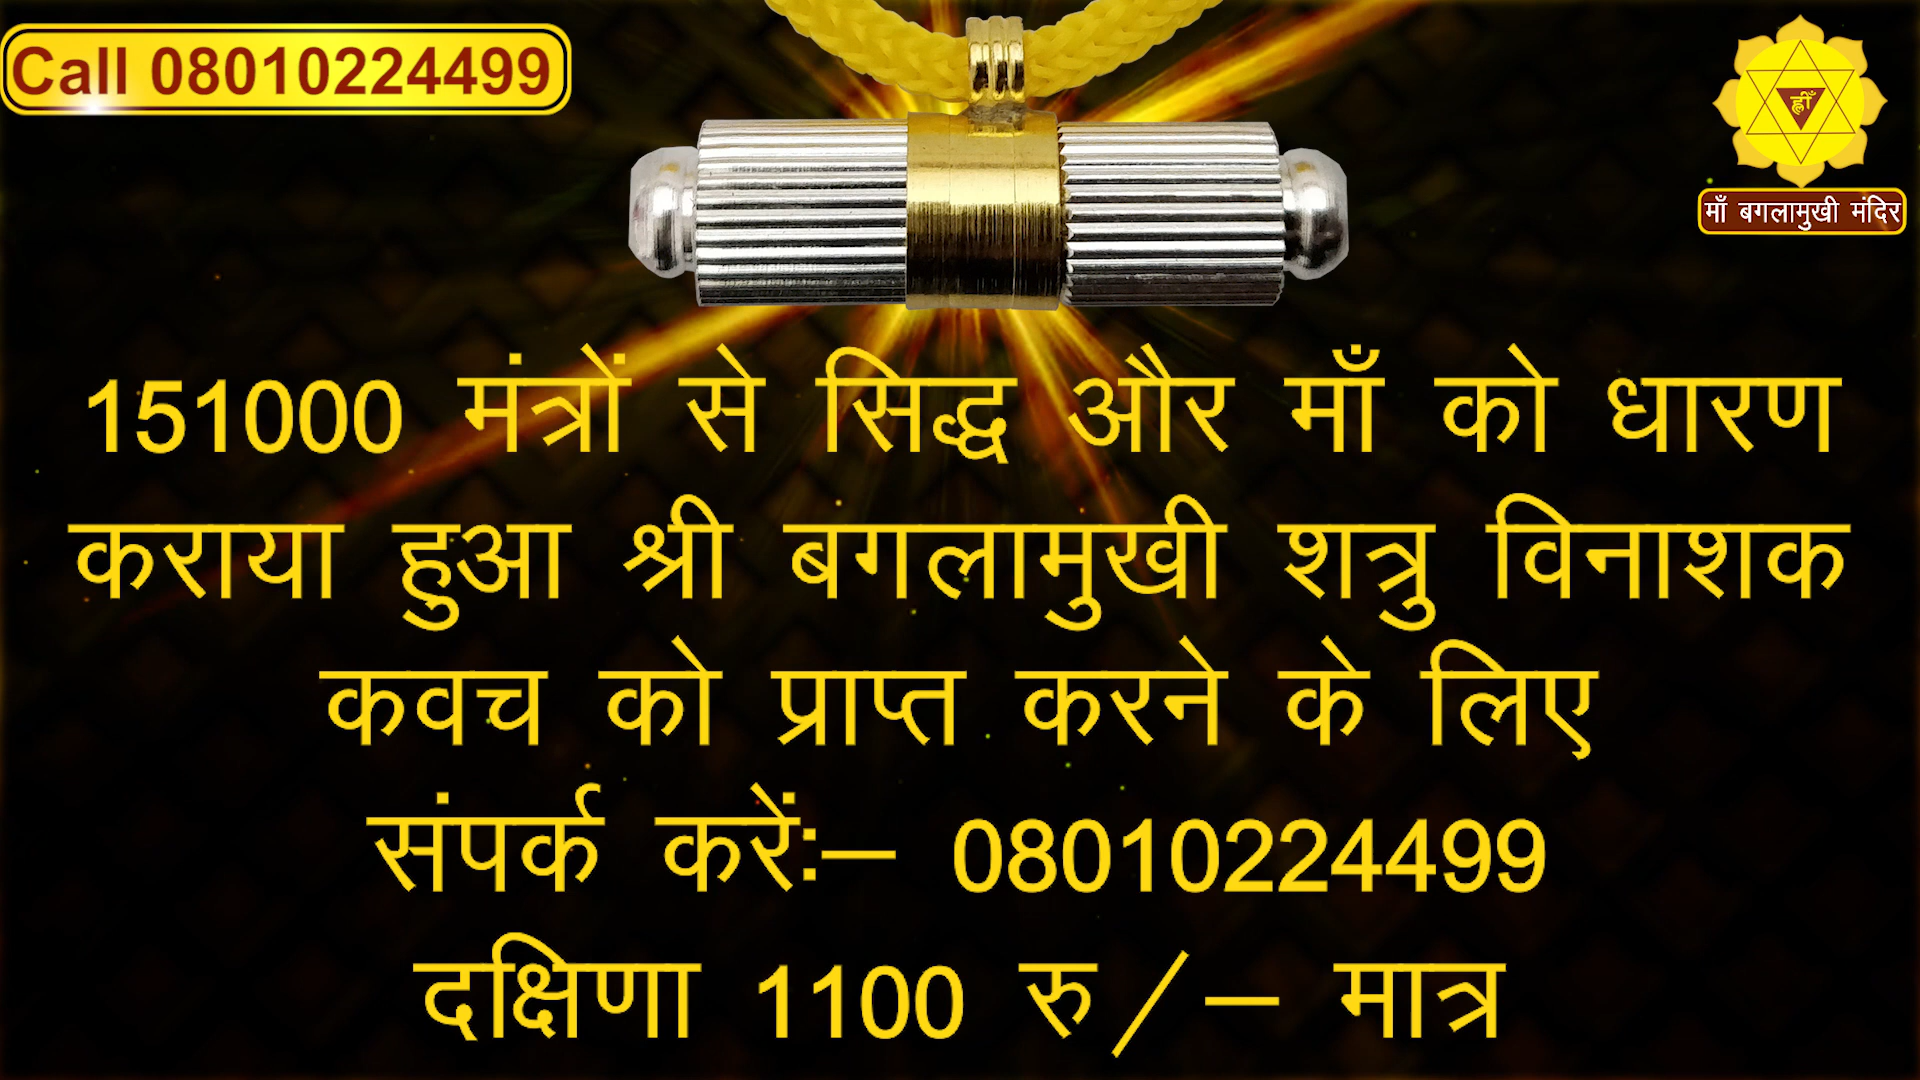 Call 08010224499
ह्लीं
माँ बगलामुखी मंदिर
151000 मंत्रों से सिद्ध और माँ को धारण
कराया हुआ श्री बगलामुखी शत्रु विनाशक
कवच को प्राप्त करने के लिए
संपर्क करें:– 08010224499
दक्षिणा 1100 रु/– मात्र